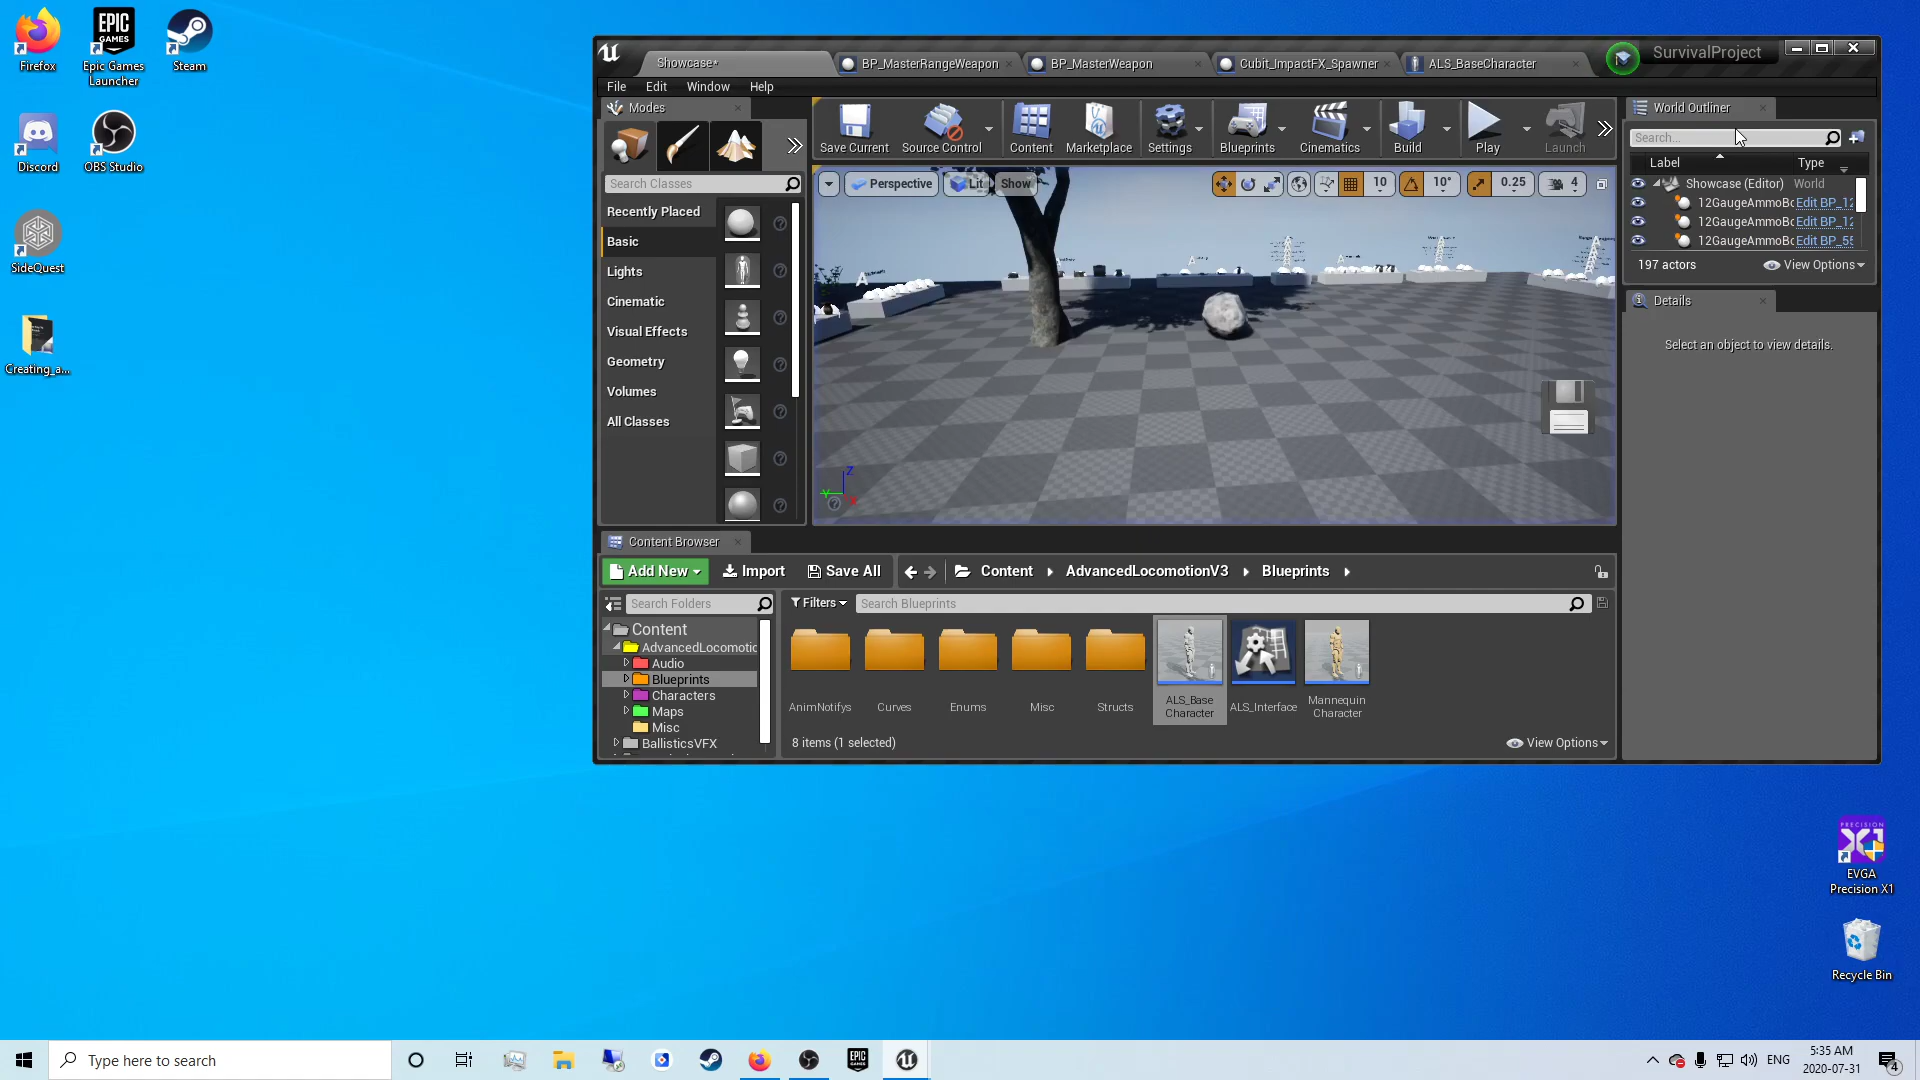 Firefox
Epic Games
Launcher
Steam
Discord
OBS Studio
SideQuest
Creating_a...
EVGA
Precision X1
Recycle Bin
Showcase*
BP_MasterRangeWeapon
BP_MasterWeapon
Cubit_ImpactFX_Spawner
ALS_BaseCharacter
SurvivalProject
File
Edit
Window
Help
Modes
Search Classes
Recently Placed
Basic
Lights
Cinematic
Visual Effects
Geometry
Volumes
All Classes
Save Current
Source Control
Content
Marketplace
Settings
Blueprints
Cinematics
Build
Play
Launch
Perspective
Lit
Show
10
10°
0.25
4
World Outliner
Search...
Label
Type
Showcase (Editor)
World
12GaugeAmmoBo
Edit BP_12
12GaugeAmmoBo
Edit BP_12
12GaugeAmmoBo
Edit BP_55
197 actors
View Options
Details
Select an object to view details.
Content Browser
Add New
Import
Save All
Content
AdvancedLocomotionV3
Blueprints
Search Folders
Filters
Search Blueprints
Content
AdvancedLocomotic
Audio
Blueprints
Characters
Maps
Misc
BallisticsVFX
AnimNotifys
Curves
Enums
Misc
Structs
ALS_Base
Character
ALS_Interface
Mannequin
Character
8 items (1 selected)
View Options
Type here to search
ENG
5:35 AM
2020-07-31
4